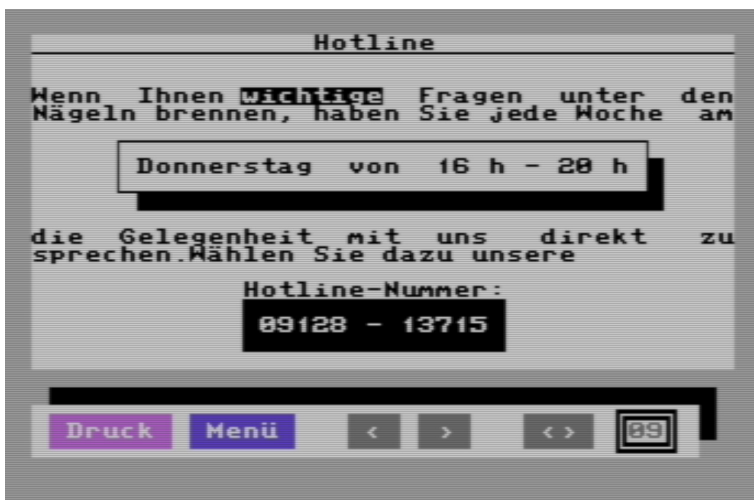 Hotline
Wenn Ihnen wichtige Fragen unter den
Nägeln brennen, haben Sie jede Woche am
Donnerstag von 16 h - 20 h
die Gelegenheit mit uns direkt zu
sprechen.Wählen Sie dazu unsere
Hotline-Nummer:
09128 - 13715
Druck Menü < > <> 09